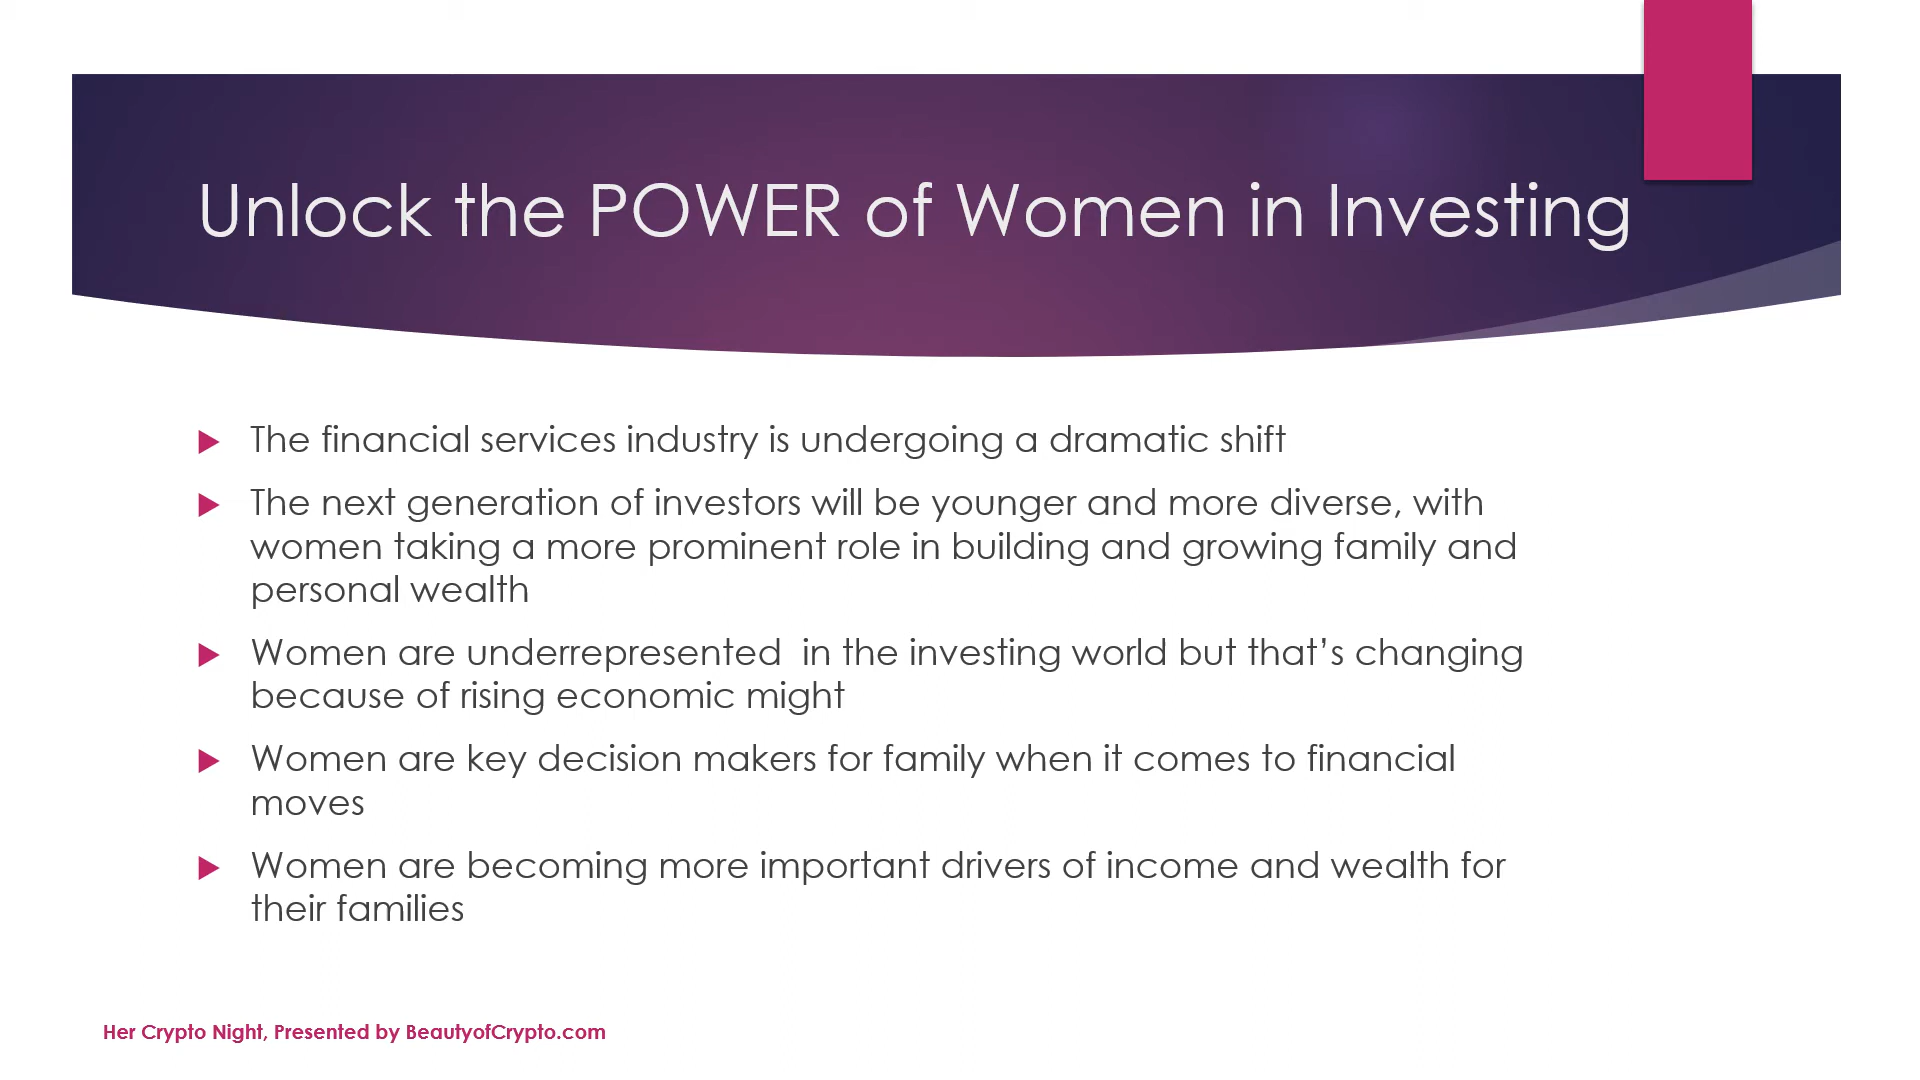 Unlock the POWER of Women in Investing
The financial services industry is undergoing a dramatic shift
The next generation of investors will be younger and more diverse, with
women taking a more prominent role in building and growing family and
personal wealth
Women are underrepresented  in the investing world but that’s changing
because of rising economic might
Women are key decision makers for family when it comes to financial
moves
Women are becoming more important drivers of income and wealth for
their families
Her Crypto Night, Presented by BeautyofCrypto.com